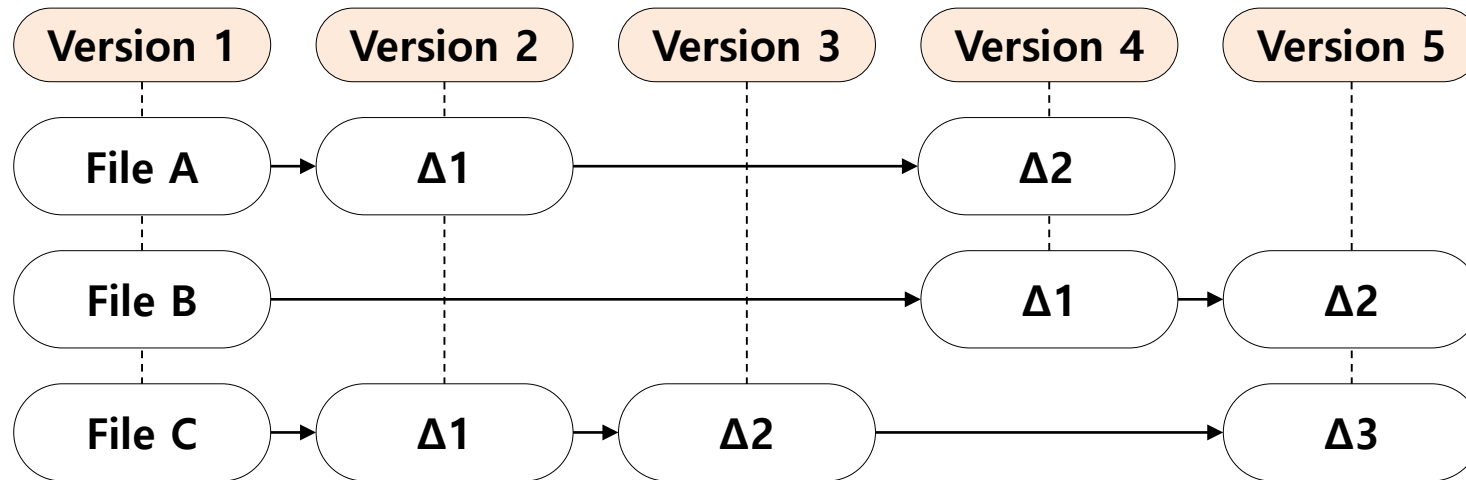 Version 1
Version 2
Version 3
Version 4
Version 5
File A
Δ1
Δ2
File B
Δ1
Δ2
File C
Δ1
Δ2
Δ3